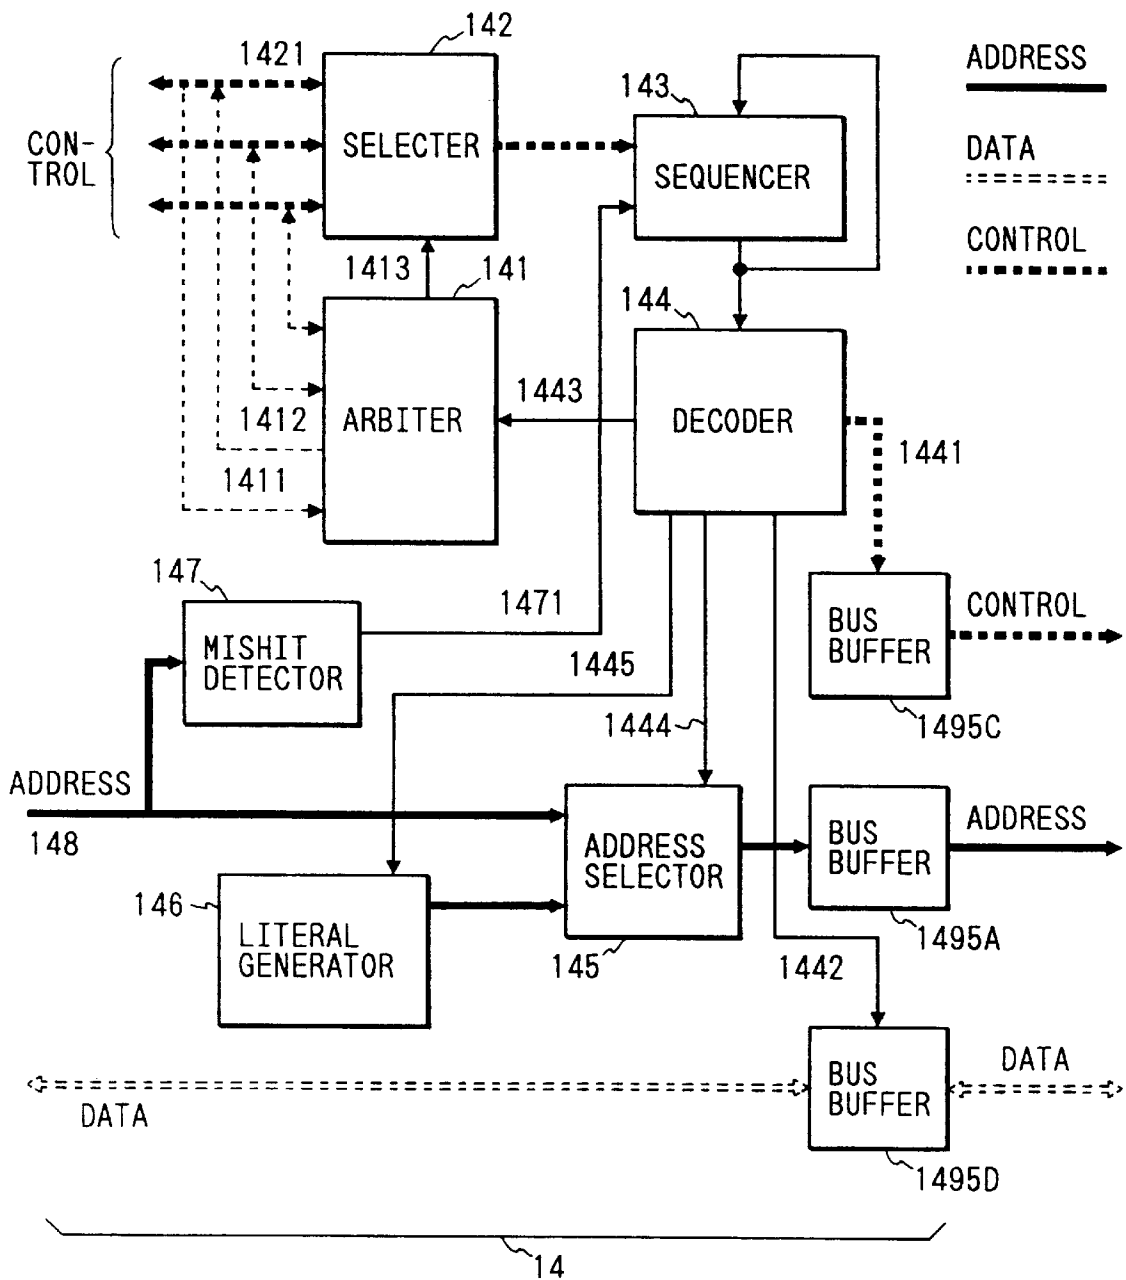 142
1421
ADDRESS
143
CON-
TROL
SELECTER
SEQUENCER
DATA
CONTROL
1413
141
144
1443
ARBITER
DECODER
1412
1441
1411
147
1471
BUS
BUFFER
CONTROL
MISHIT
DETECTOR
1445
1444
1495C
ADDRESS
148
ADDRESS
SELECTOR
BUS
BUFFER
ADDRESS
146
LITERAL
GENERATOR
145
1442
1495A
DATA
BUS
BUFFER
DATA
1495D
14